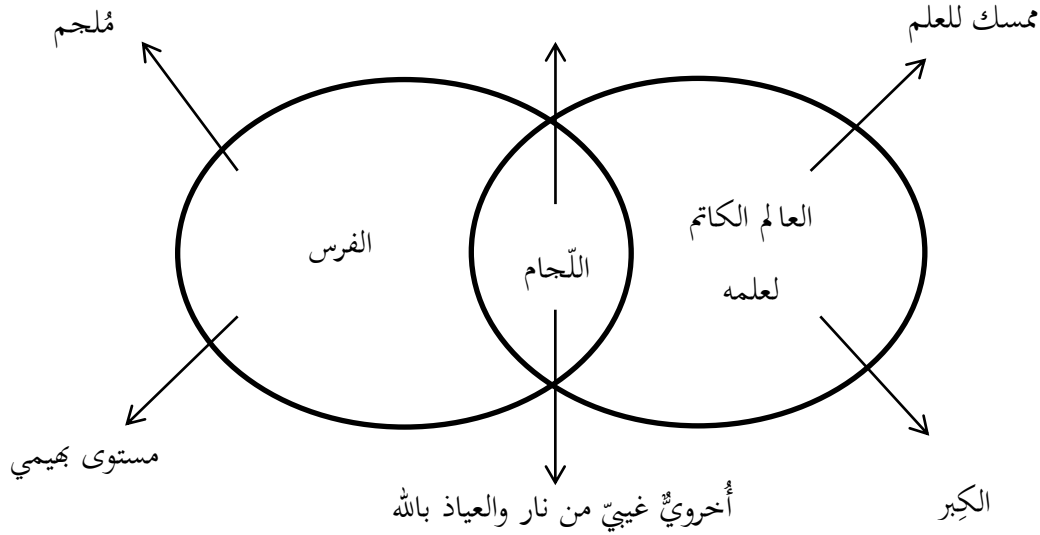 ممسك للعلم
مُلجم
العالم الكاتم
لعلمه
اللّجام
الفرس
مستوى بهيمي
الكِبر
أُخرويٌّ غيبيّ من نار والعياذ بالله